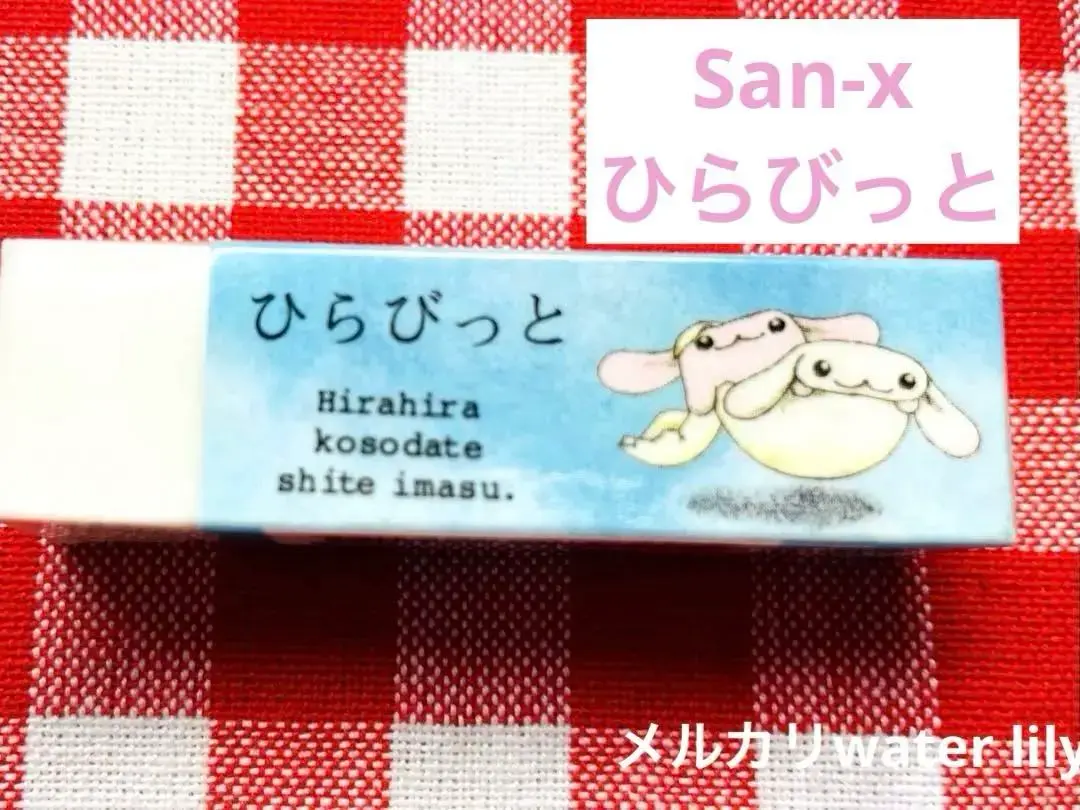 San-x
ひらびっと
ひらびっと
Hirahira
kosodate
shite imasu.
メルカリwater lily